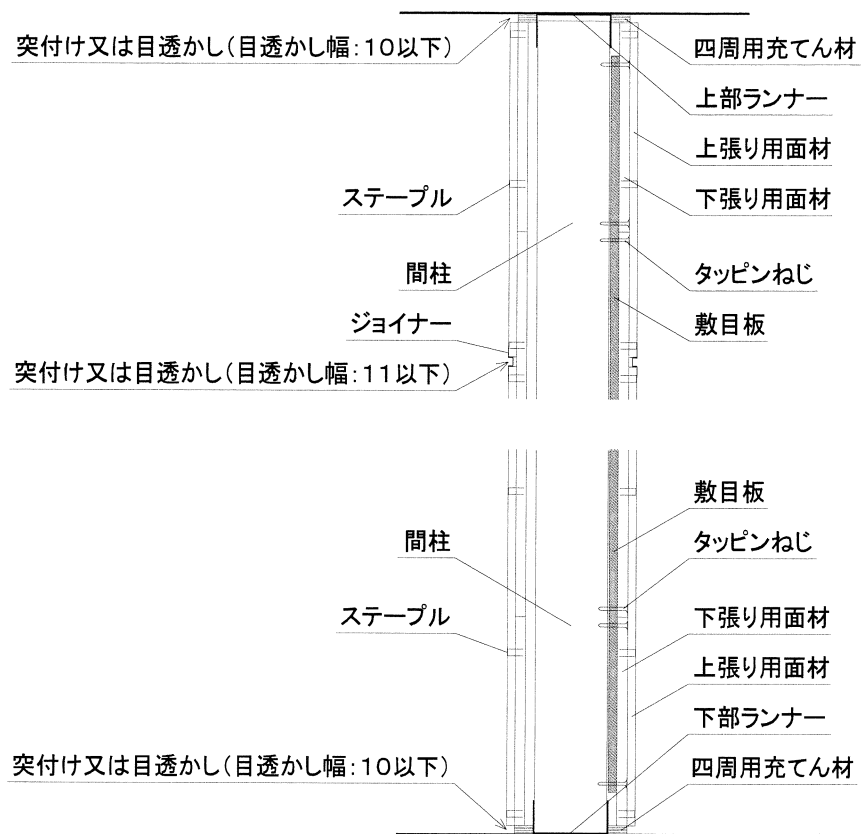 突付け又は目透かし(目透かし幅:10以下)
四周用充てん材
上部ランナー
上張り用面材
ステープル
下張り用面材
間柱
タッピンねじ
ジョイナー
敷目板
突付け又は目透かし(目透かし幅:11以下)
敷目板
間柱
タッピンねじ
ステープル
下張り用面材
上張り用面材
下部ランナー
突付け又は目透かし(目透かし幅:10以下)
四周用充てん材